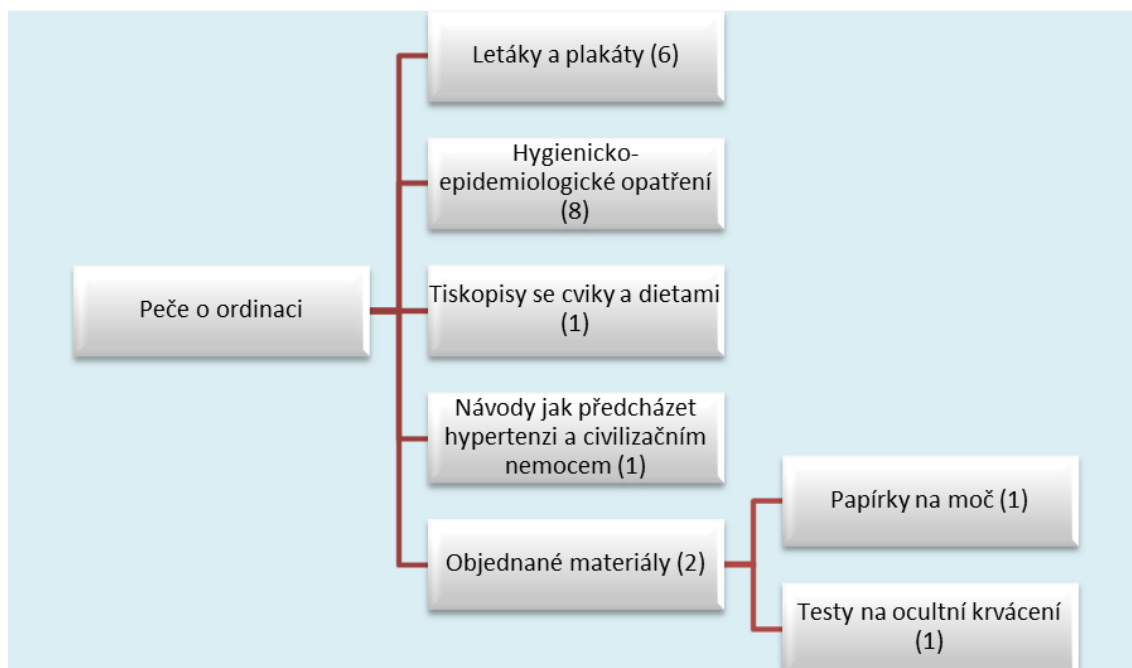 Letáky a plakáty (6)
Hygienicko-
epidemiologické opatření
(8)
Peče o ordinaci
Tiskopisy se cviky a dietami
(1)
Návody jak předcházet
hypertenzi a civilizačním
nemocem (1)
Objednané materiály (2)
Papírky na moč (1)
Testy na ocultní krvácení
(1)